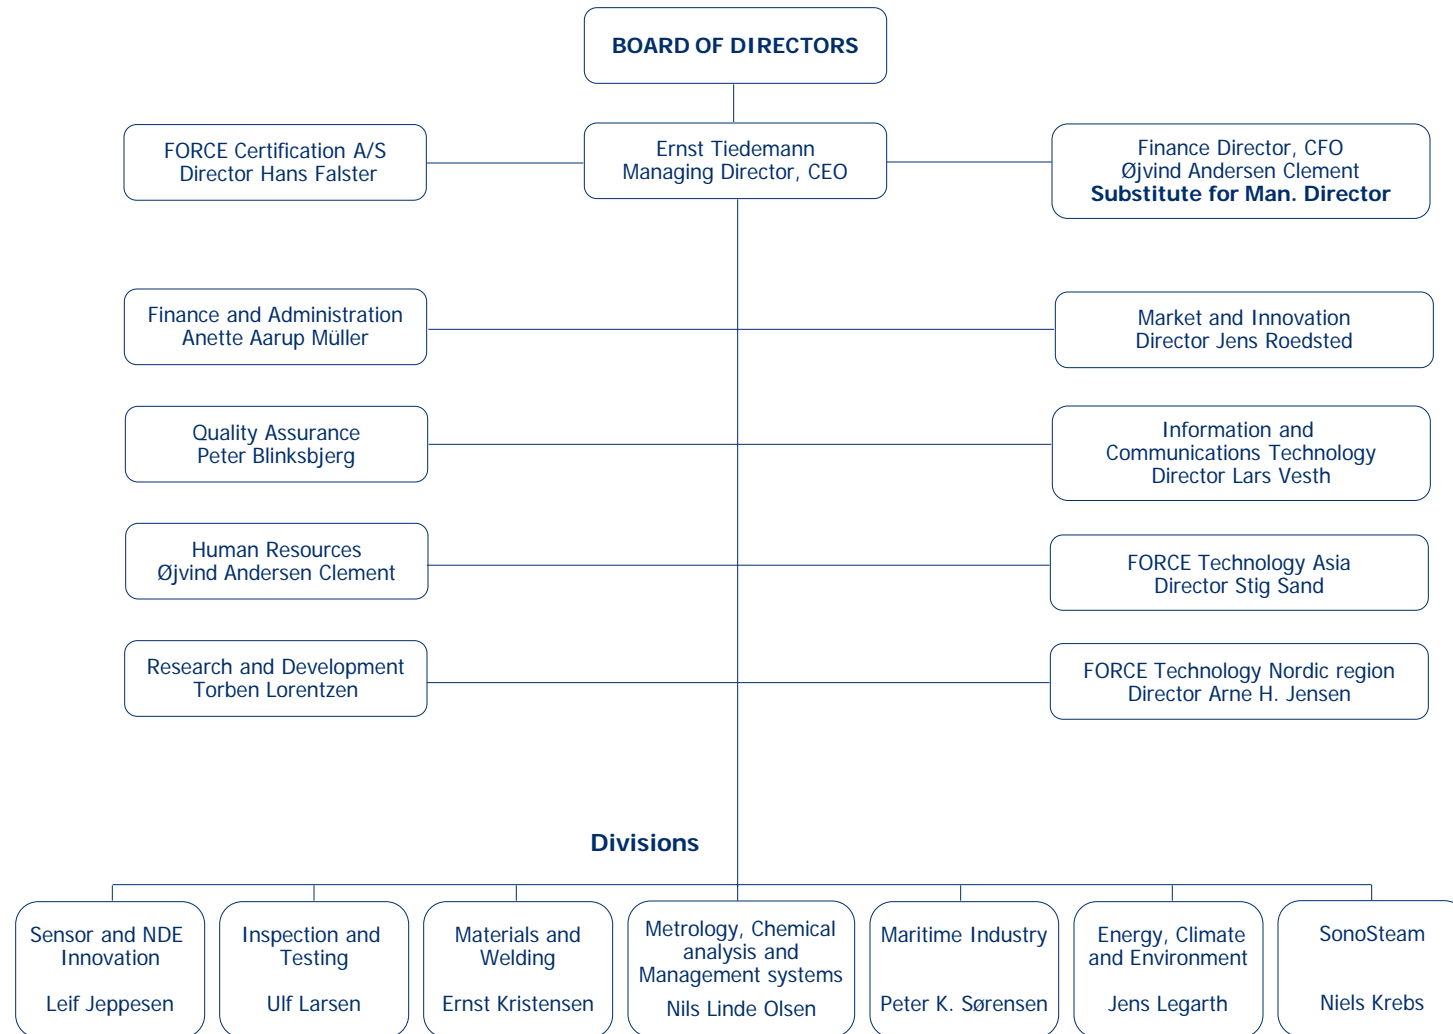 BOARD OF DIRECTORS
FORCE Certification A/S
Director Hans Falster
Ernst Tiedemann
Managing Director, CEO
Finance Director, CFO
Øjvind Andersen Clement
Substitute for Man. Director
Finance and Administration
Anette Aarup Müller
Market and Innovation
Director Jens Roedsted
Quality Assurance
Peter Blinksbjerg
Information and
Communications Technology
Director Lars Vesth
Human Resources
Øjvind Andersen Clement
FORCE Technology Asia
Director Stig Sand
Research and Development
Torben Lorentzen
FORCE Technology Nordic region
Director Arne H. Jensen
Divisions
Sensor and NDE
Innovation
Leif Jeppesen
Inspection and
Testing
Ulf Larsen
Materials and
Welding
Ernst Kristensen
Metrology, Chemical
analysis and
Management systems
Nils Linde Olsen
Maritime Industry
Peter K. Sørensen
Energy, Climate
and Environment
Jens Legarth
SonoSteam
Niels Krebs